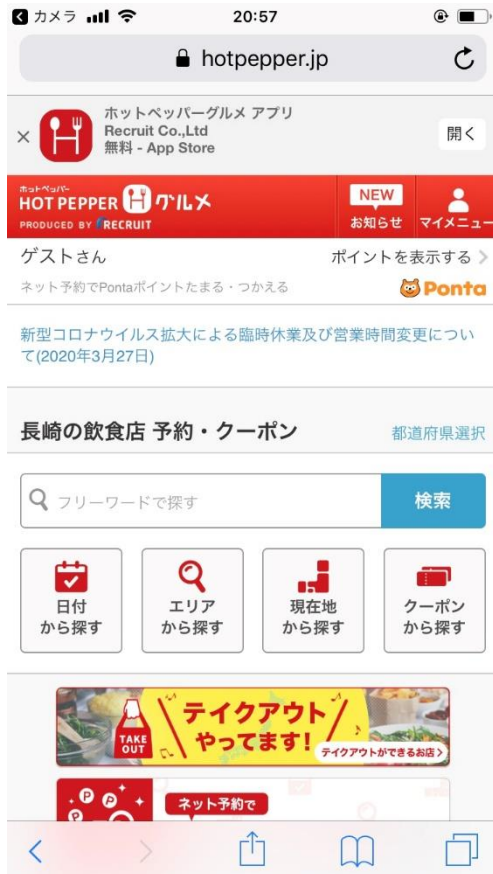 カメラ 20:57
hotpepper.jp
ホットペッパーグルメ アプリ
Recruit Co.,Ltd
無料 - App Store
開く
ホットペッパー
HOT PEPPER グルメ
PRODUCED BY RECRUIT
NEW
お知らせ
マイメニュー
ゲストさん
ポイントを表示する
ネット予約でPontaポイントたまる・つかえる
Ponta
新型コロナウイルス拡大による臨時休業及び営業時間変更につい
て(2020年3月27日)
長崎の飲食店 予約・クーポン
都道府県選択
フリーワードで探す
検索
日付
から探す
エリア
から探す
現在地
から探す
クーポン
から探す
TAKE
OUT
テイクアウト
やってます!
テイクアウトができるお店
P P P
ネット予約で